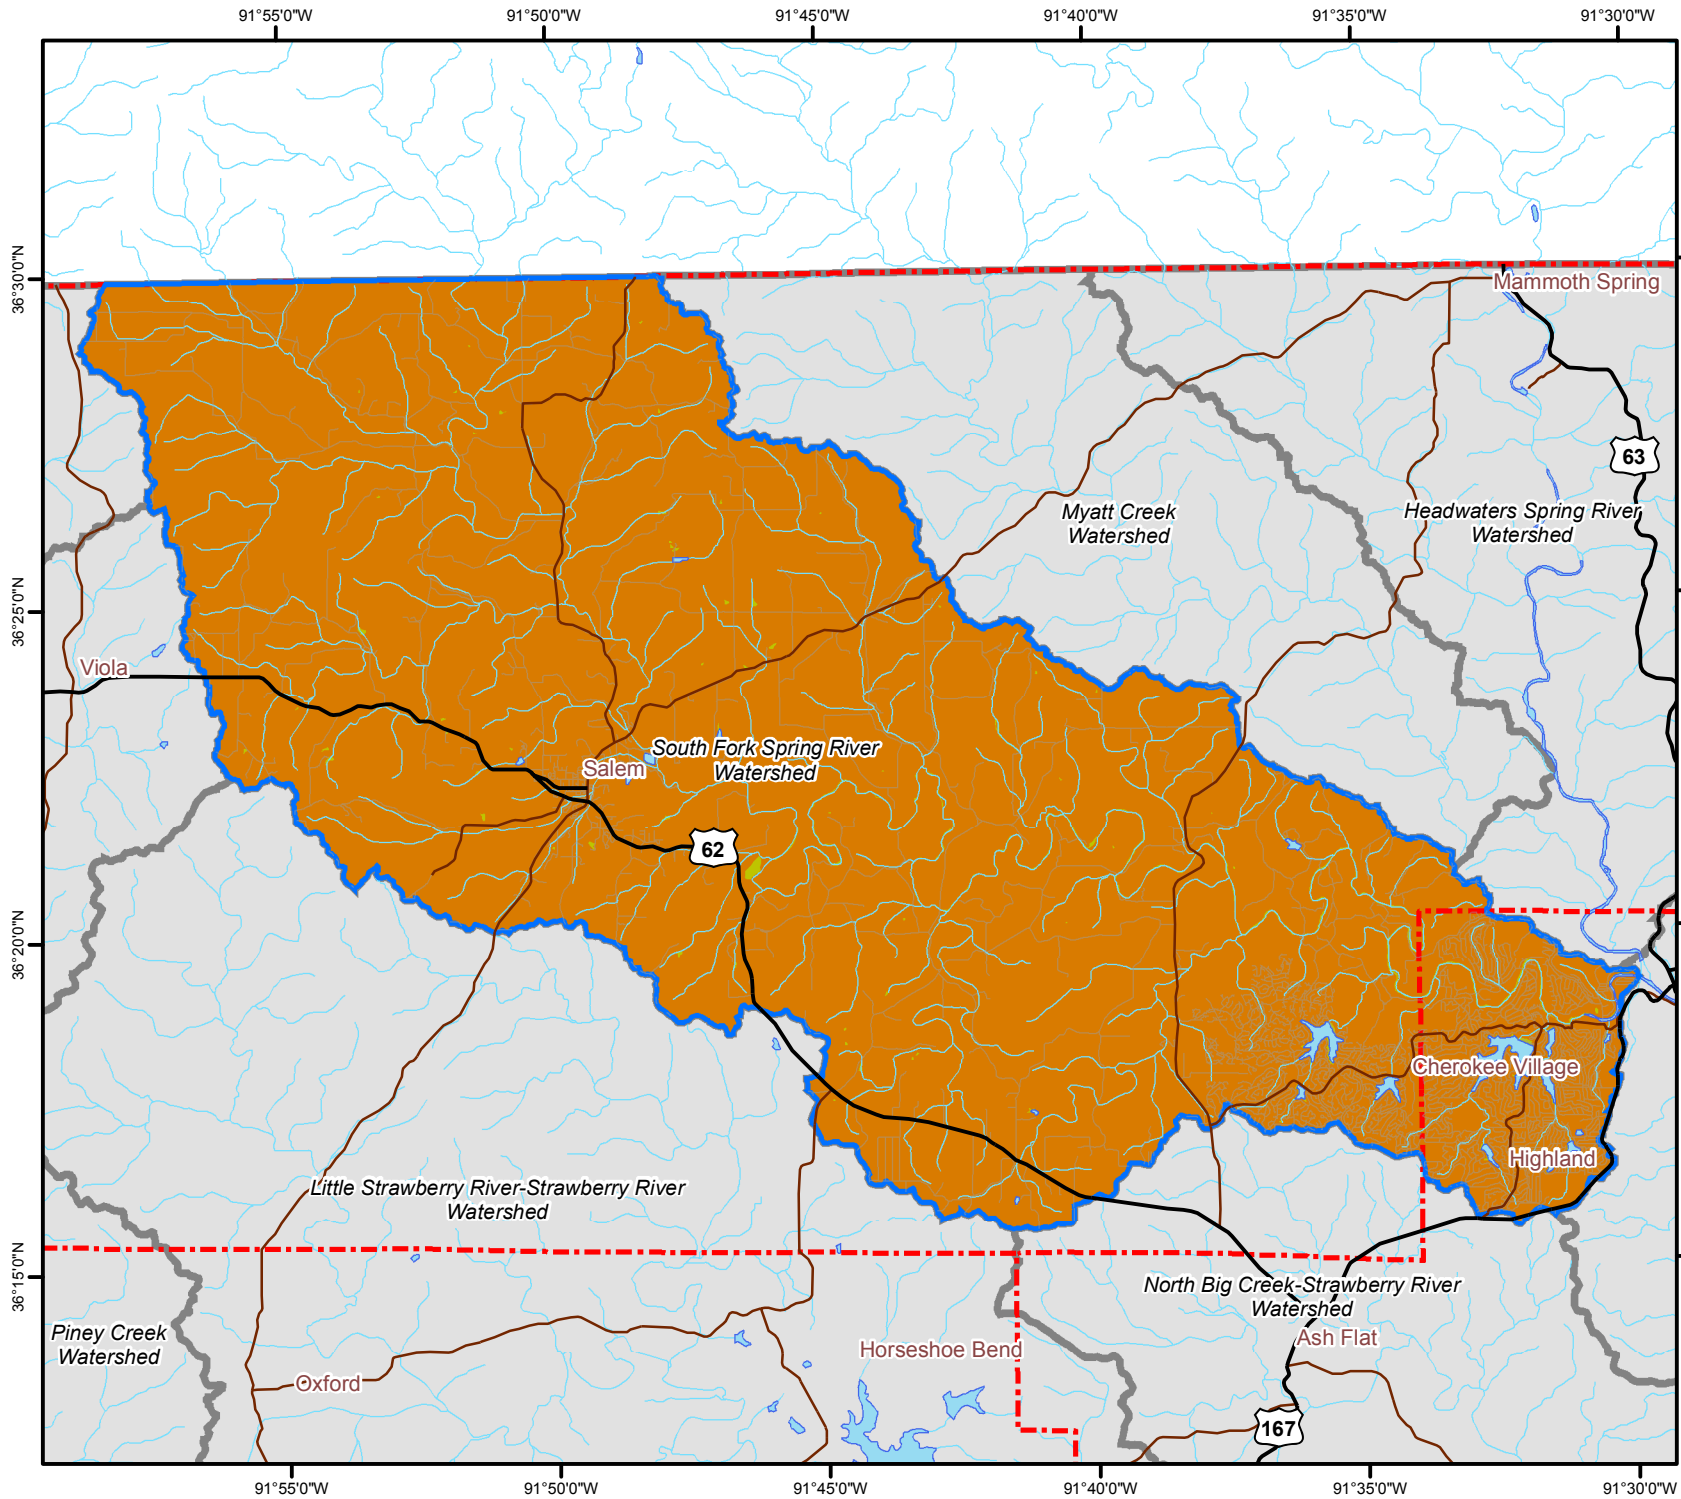 91°55'0"W
91°50'0"W
91°45'0"W
91°40'0"W
91°35'0"W
91°30'0"W
36°30'0"N
Mammoth Spring
63
Myatt Creek
Watershed
Headwaters Spring River
Watershed
36°25'0"N
Viola
South Fork Spring River
Watershed
Salem
62
36°20'0"N
Cherokee Village
Highland
Little Strawberry River-Strawberry River
Watershed
36°15'0"N
North Big Creek-Strawberry River
Watershed
Piney Creek
Watershed
Horseshoe Bend
Ash Flat
Oxford
167
91°55'0"W
91°50'0"W
91°45'0"W
91°40'0"W
91°35'0"W
91°30'0"W